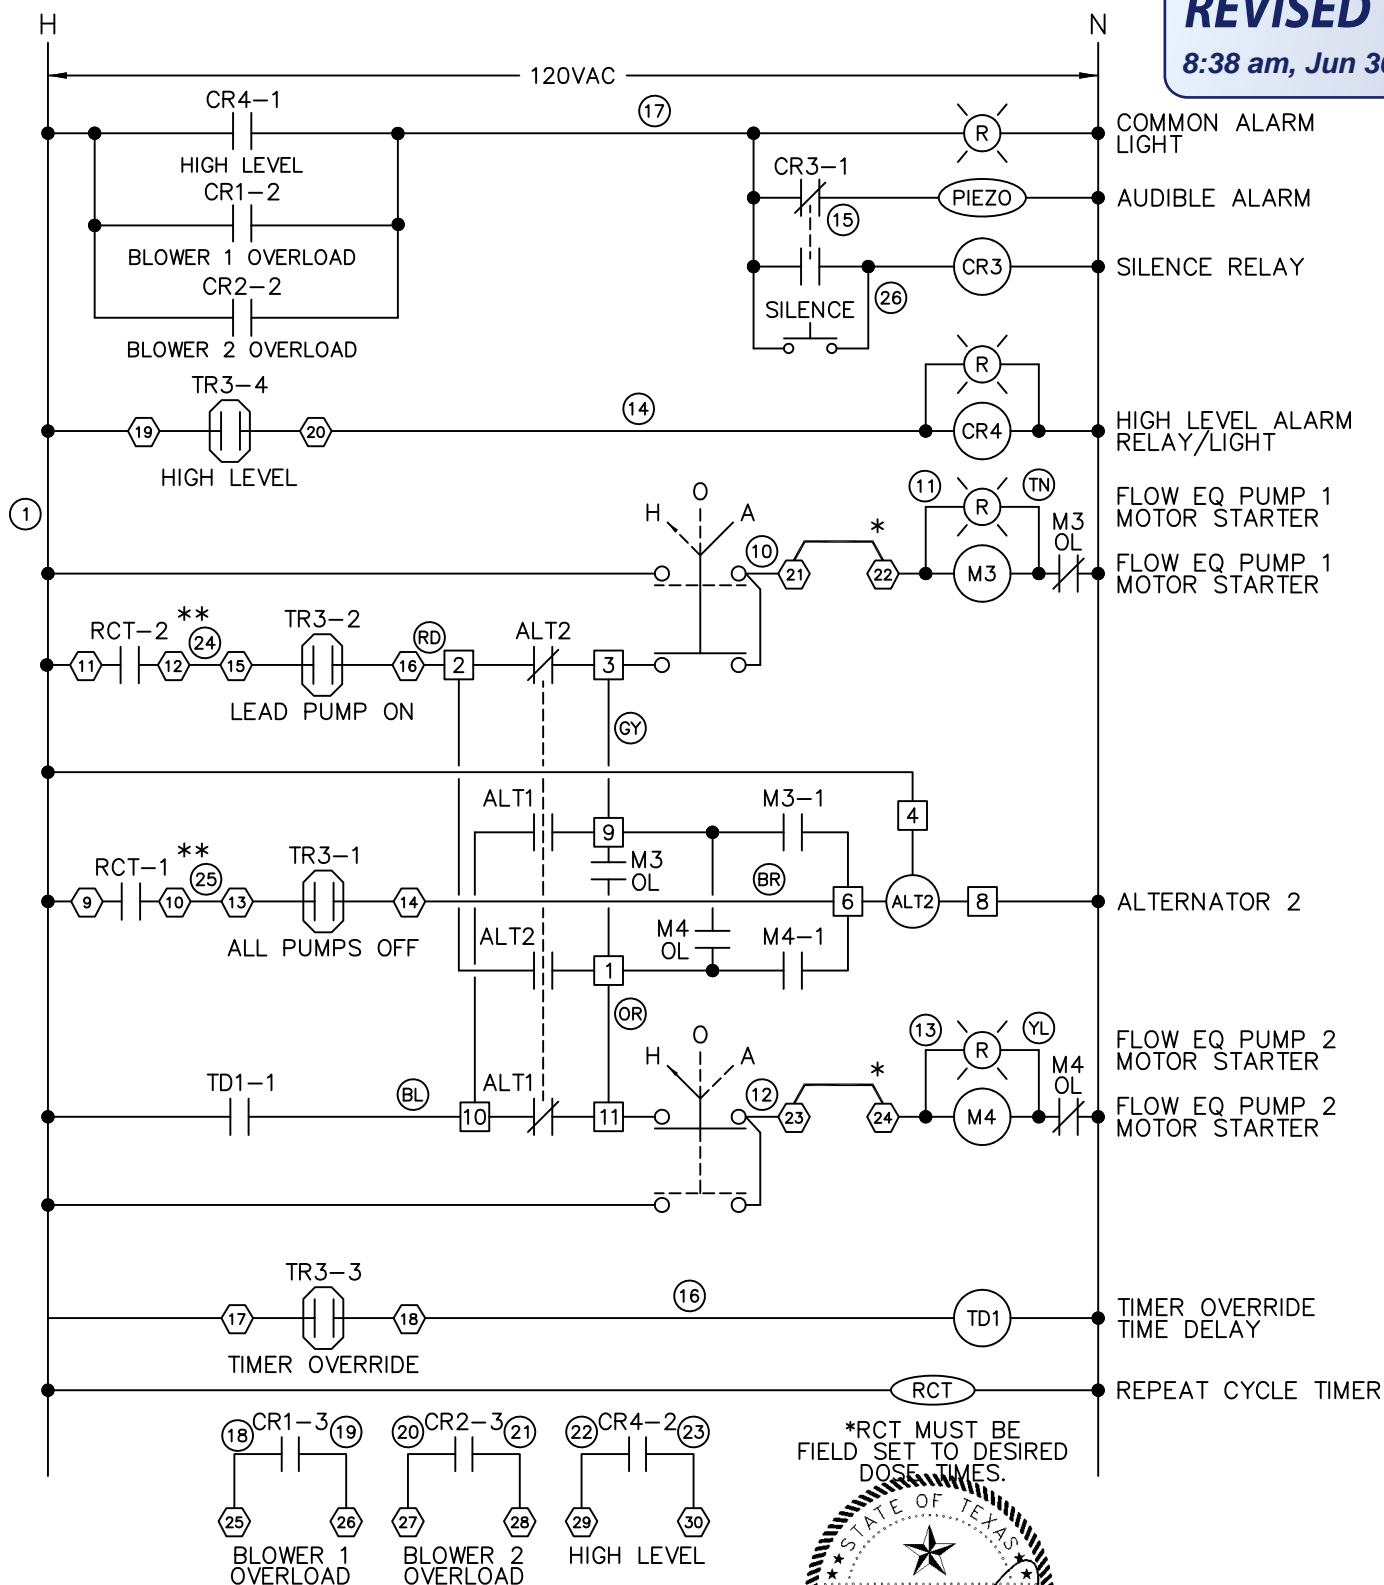 H
N
REVISED
8:38 am, Jun 30
120VAC
CR4-1
17
R
COMMON ALARM
LIGHT
HIGH LEVEL
CR3-1
CR1-2
15
PIEZO
AUDIBLE ALARM
BLOWER 1 OVERLOAD
CR3
SILENCE RELAY
CR2-2
26
SILENCE
BLOWER 2 OVERLOAD
R
TR3-4
14
19
20
CR4
HIGH LEVEL ALARM
RELAY/LIGHT
HIGH LEVEL
1
O
H
A
11
R
TN
FLOW EQ PUMP 1
MOTOR STARTER
M3
OL
*
10
21
22
M3
FLOW EQ PUMP 1
MOTOR STARTER
**
RCT-2
24
TR3-2
RD
ALT2
11
12
15
16
2
3
LEAD PUMP ON
GY
ALT1
M3-1
4
9
**
RCT-1
25
TR3-1
M3
OL
BR
9
10
13
14
6
ALT2
8
ALTERNATOR 2
ALL PUMPS OFF
ALT2
M4
OL
M4-1
1
OR
O
H
A
13
R
YL
FLOW EQ PUMP 2
MOTOR STARTER
M4
OL
*
TD1-1
BL
ALT1
12
10
11
23
24
M4
FLOW EQ PUMP 2
MOTOR STARTER
TR3-3
16
17
18
TD1
TIMER OVERRIDE
TIME DELAY
TIMER OVERRIDE
RCT
REPEAT CYCLE TIMER
18
CR1-3
19
20
CR2-3
21
22
CR4-2
23
*RCT MUST BE
FIELD SET TO DESIRED
DOSE TIMES.
25
26
27
28
29
30
BLOWER 1
OVERLOAD
BLOWER 2
OVERLOAD
HIGH LEVEL
STATE OF TEXAS